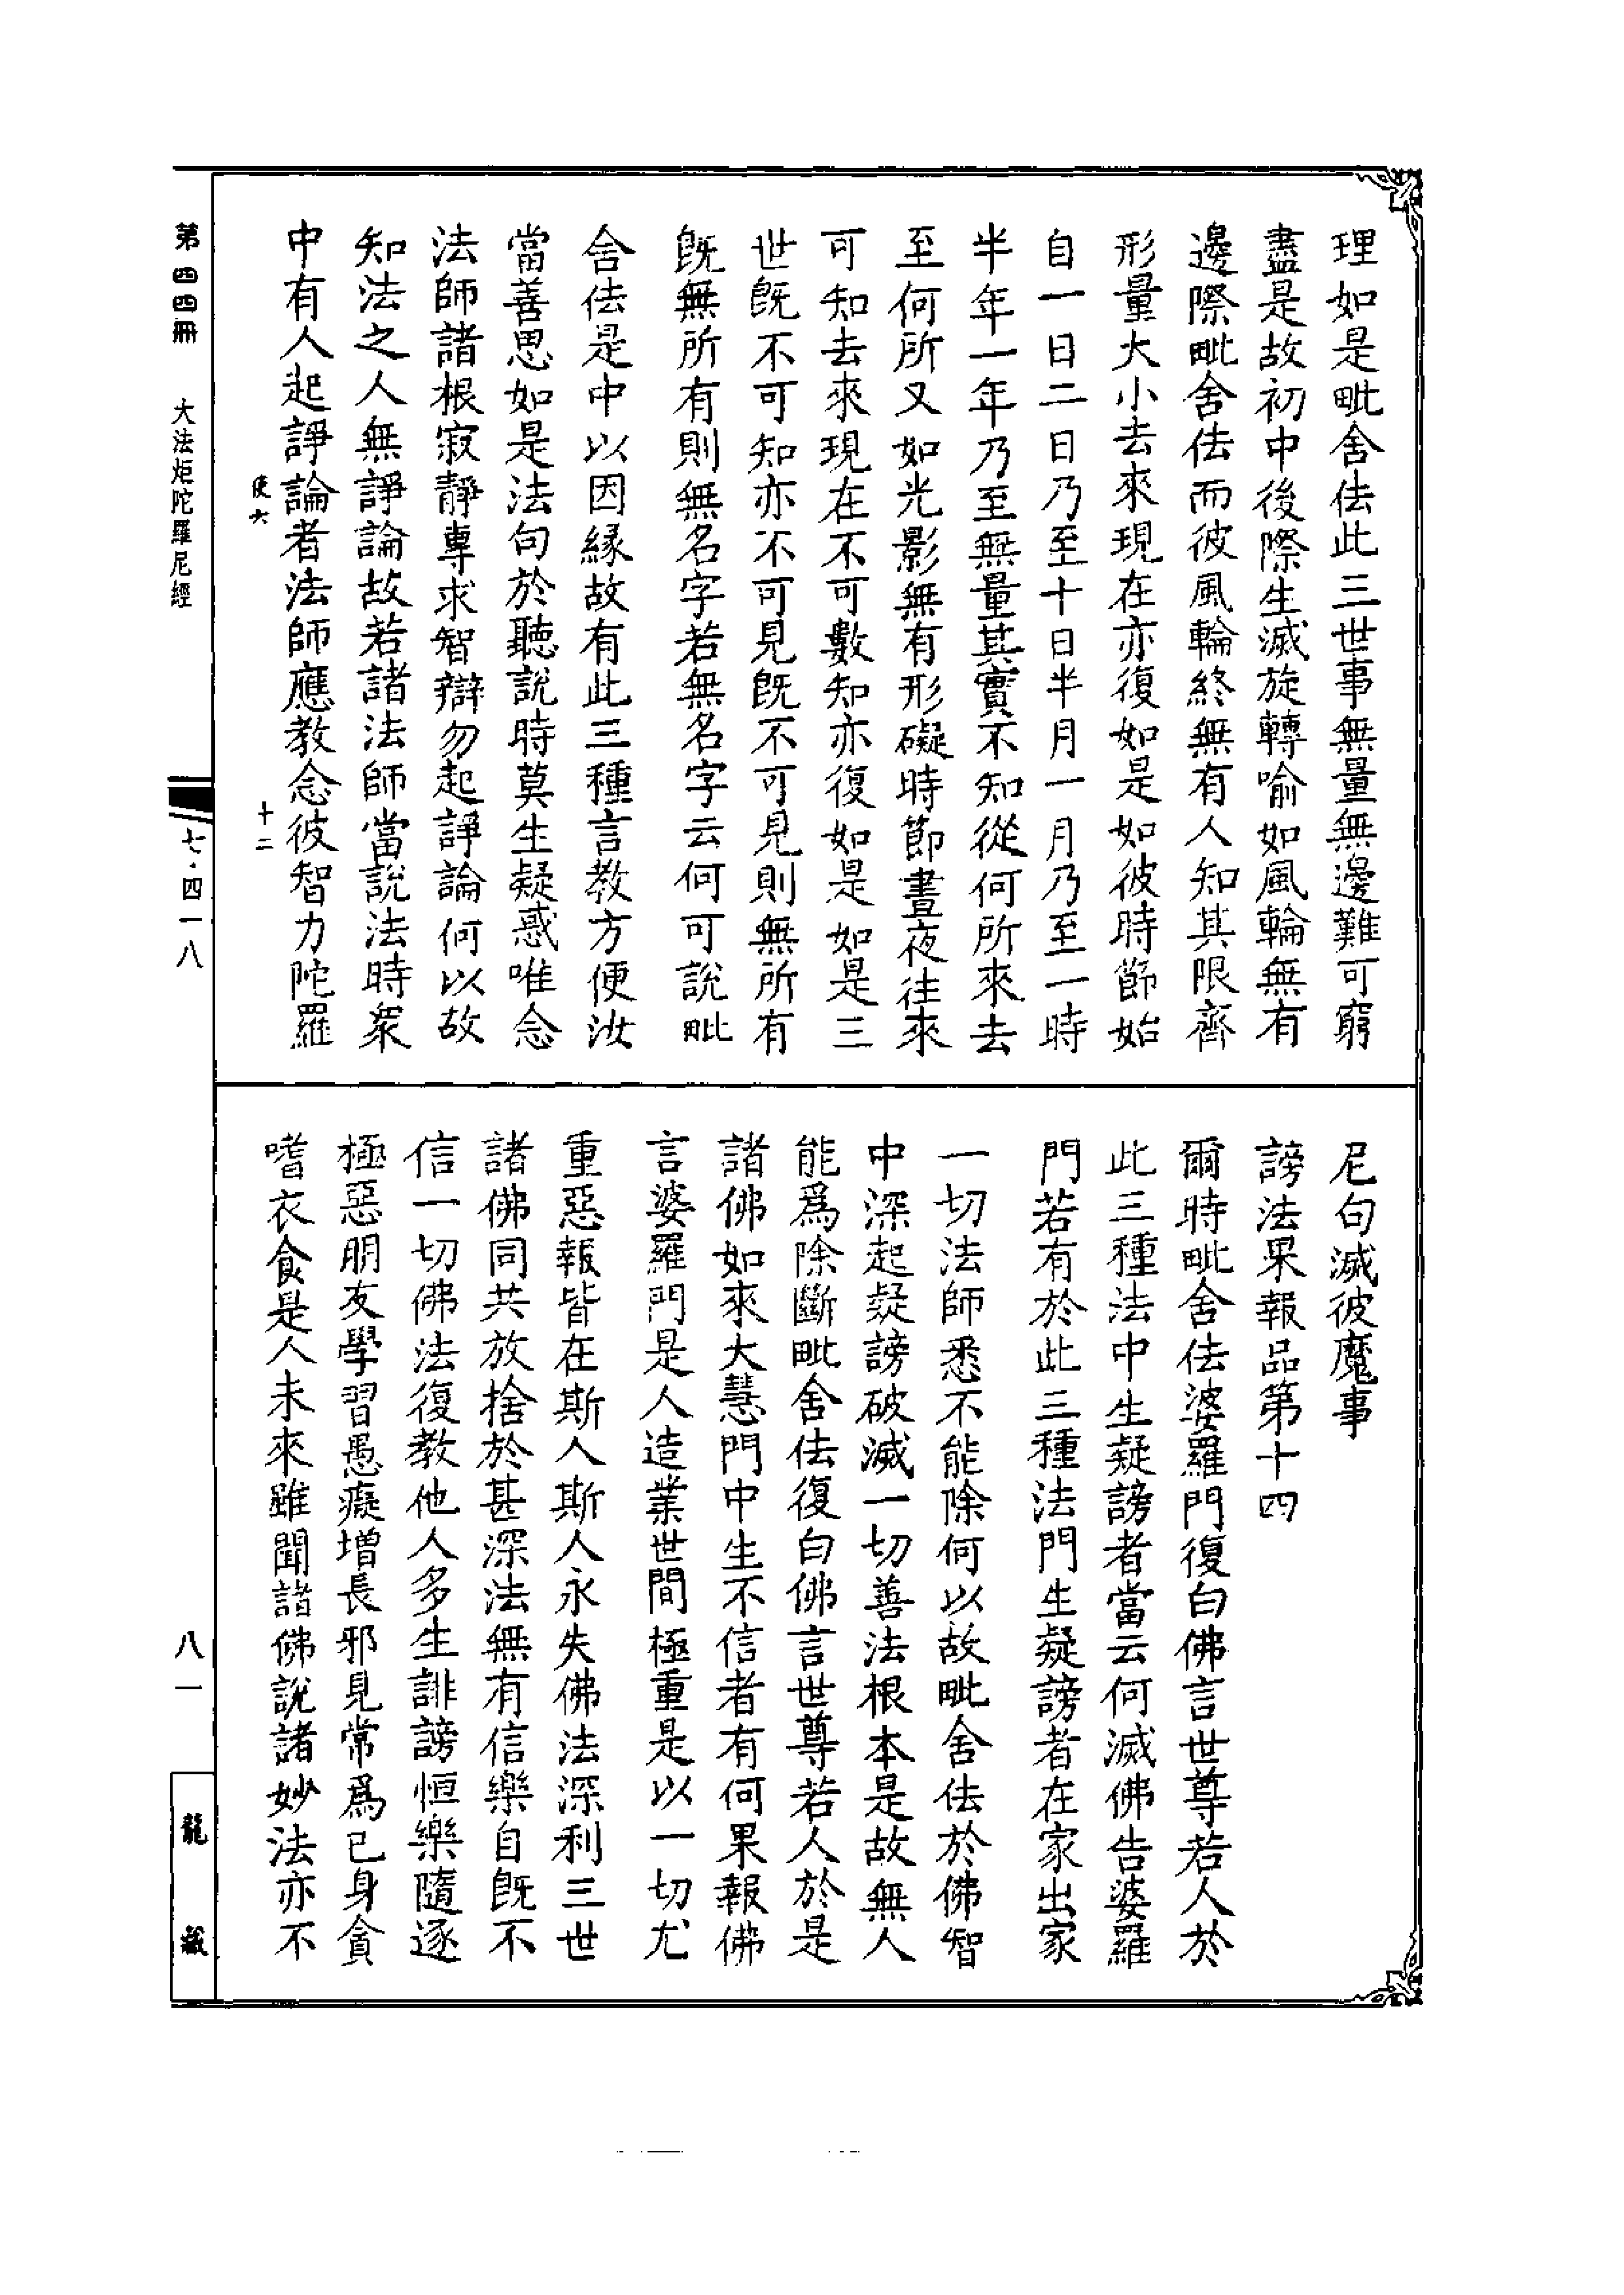 理如是毗舍佉此三世事無量無邊難可窮
盡是故初中後際生滅旋轉喻如風輪無有
邊際毗舍佉而彼風輪終無有人知其限齊
形量大小去來現在亦復如是如彼時節始
自一日二日乃至十日半月一月乃至一時
半年一年乃至無量其實不知從何所來去
至何所又如光影無有形礙時節晝夜往來
可知去來現在不可數知亦復如是如是三
世旣不可知亦不可見旣不可見則無所有
旣無所有則無名字若無名字云何可說毗
舍佉是中以因緣故有此三種言教方便汝
當善思如是法句於聽說時莫生疑惑唯念
法師諸根寂靜專求智辯勿起諍論何以故
知法之人無諍論故若諸法師當說法時衆
中有人起諍論者法師應教念彼智力陀羅
使六 十二
尼句滅彼魔事
謗法果報品第十四
爾時毗舍佉婆羅門復白佛言世尊若人於
此三種法中生疑謗者當云何滅佛告婆羅
門若有於此三種法門生疑謗者在家出家
一切法師悉不能除何以故毗舍佉於佛智
中深起疑謗破滅一切善法根本是故無人
能爲除斷毗舍佉復白佛言世尊若人於是
諸佛如來大慧門中生不信者有何果報佛
言婆羅門是人造業世間極重是以一切尤
重惡報皆在斯人斯人永失佛法深利三世
諸佛同共放捨於甚深法無有信樂自旣不
信一切佛法復教他人多生誹謗恒樂隨逐
極惡朋友學習愚癡增長邪見常爲已身貪
嗜衣食是人未來雖聞諸佛說諸妙法亦不
第四四冊 大法炬陀羅尼經
七·四一八
八一
龍藏